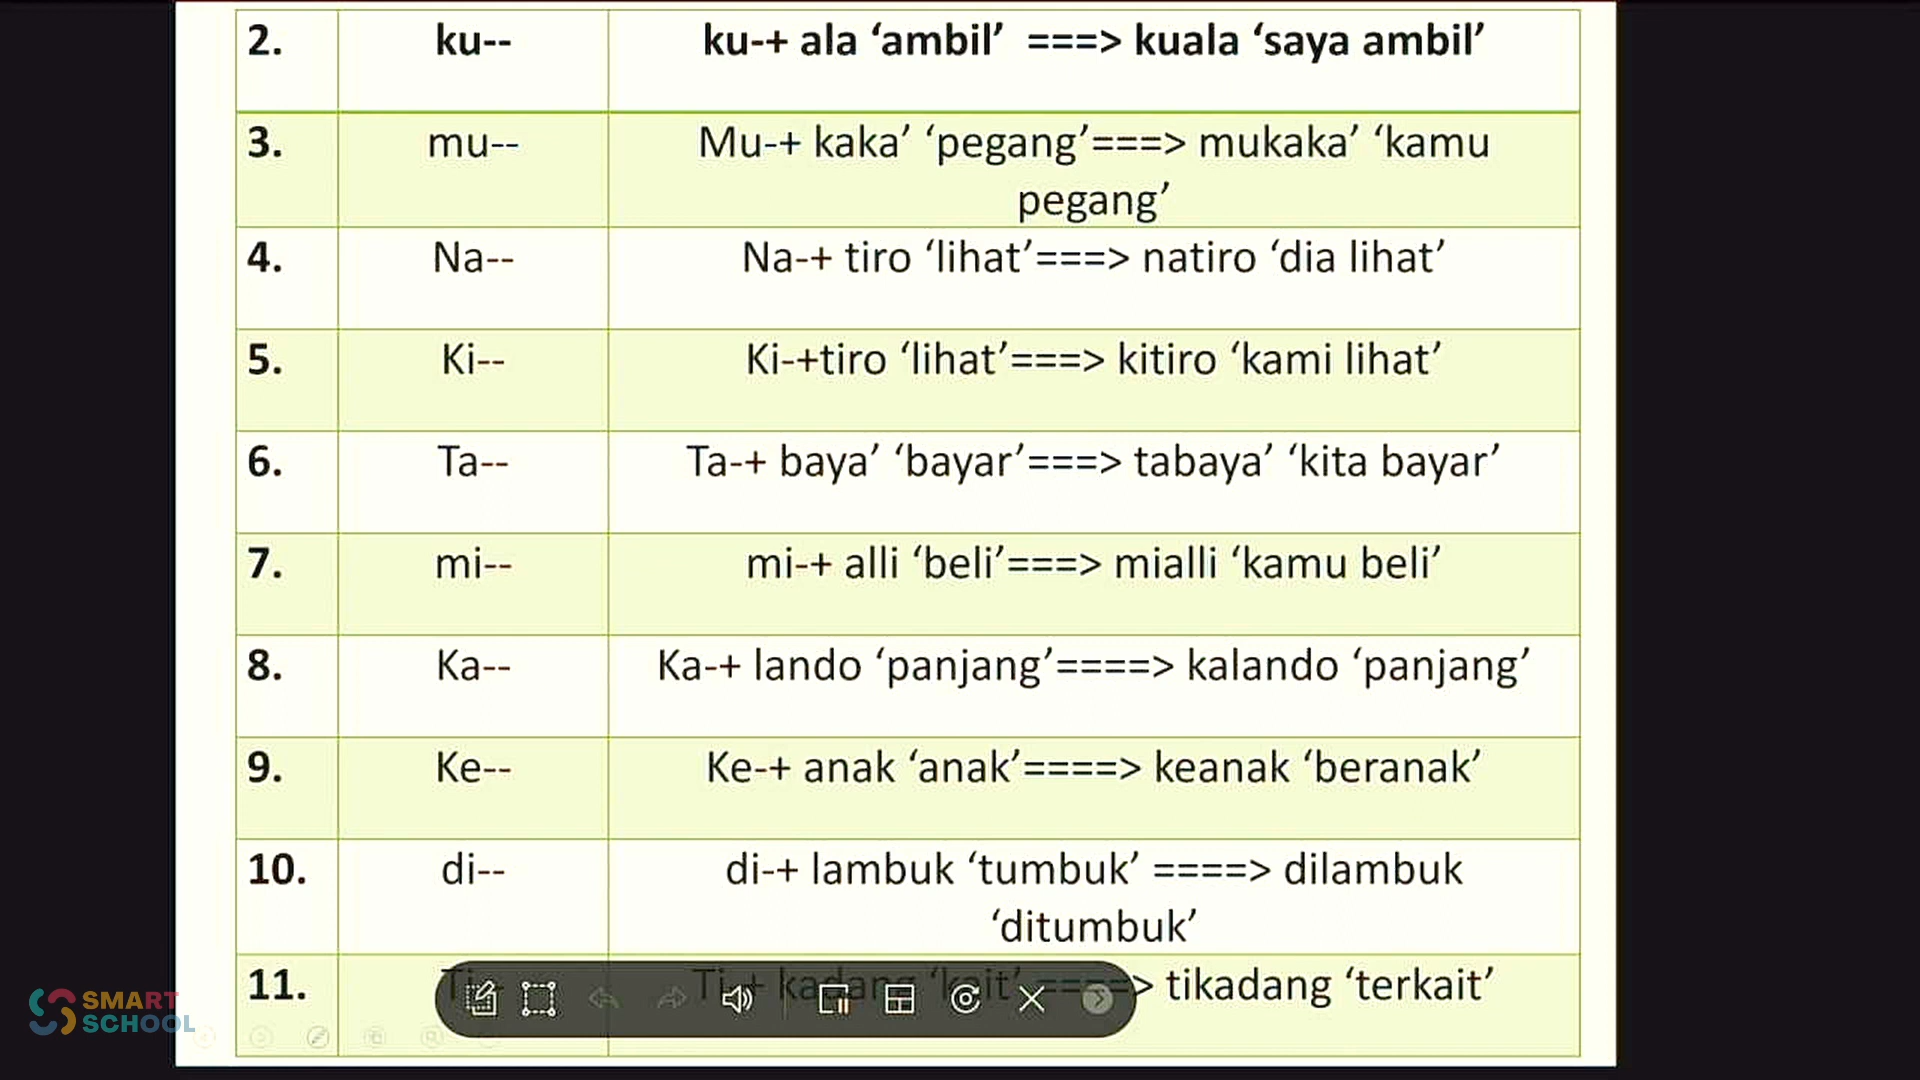 2. ku-- ku-+ ala ‘ambil’ ===> kuala ‘saya ambil’
3. mu-- Mu-+ kaka’ ‘pegang’===> mukaka’ ‘kamu
pegang’
4. Na-- Na-+ tiro ‘lihat’===> natiro ‘dia lihat’
5. Ki-- Ki-+tiro ‘lihat’===> kitiro ‘kami lihat’
6. Ta-- Ta-+ baya’ ‘bayar’===> tabaya’ ‘kita bayar’
7. mi-- mi-+ alli ‘beli’===> mialli ‘kamu beli’
8. Ka-- Ka-+ lando ‘panjang’====> kalando ‘panjang’
9. Ke-- Ke-+ anak ‘anak’====> keanak ‘beranak’
10. di-- di-+ lambuk ‘tumbuk’ ====> dilambuk
‘ditumbuk’
11. Ti-+ kadang ‘kait’ ====> tikadang ‘terkait’
SMART
SCHOOL